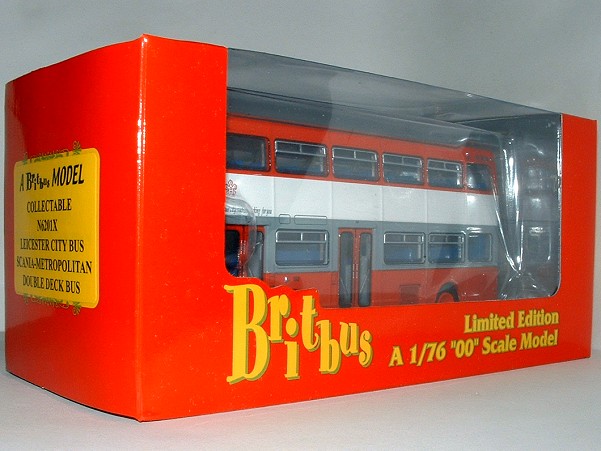 A Britbus MODEL
COLLECTABLE
N6201X
LEICESTER CITY BUS
SCANIA-METROPOLITAN
DOUBLE DECK BUS
Britbus
Limited Edition
A 1/76 "00" Scale Model